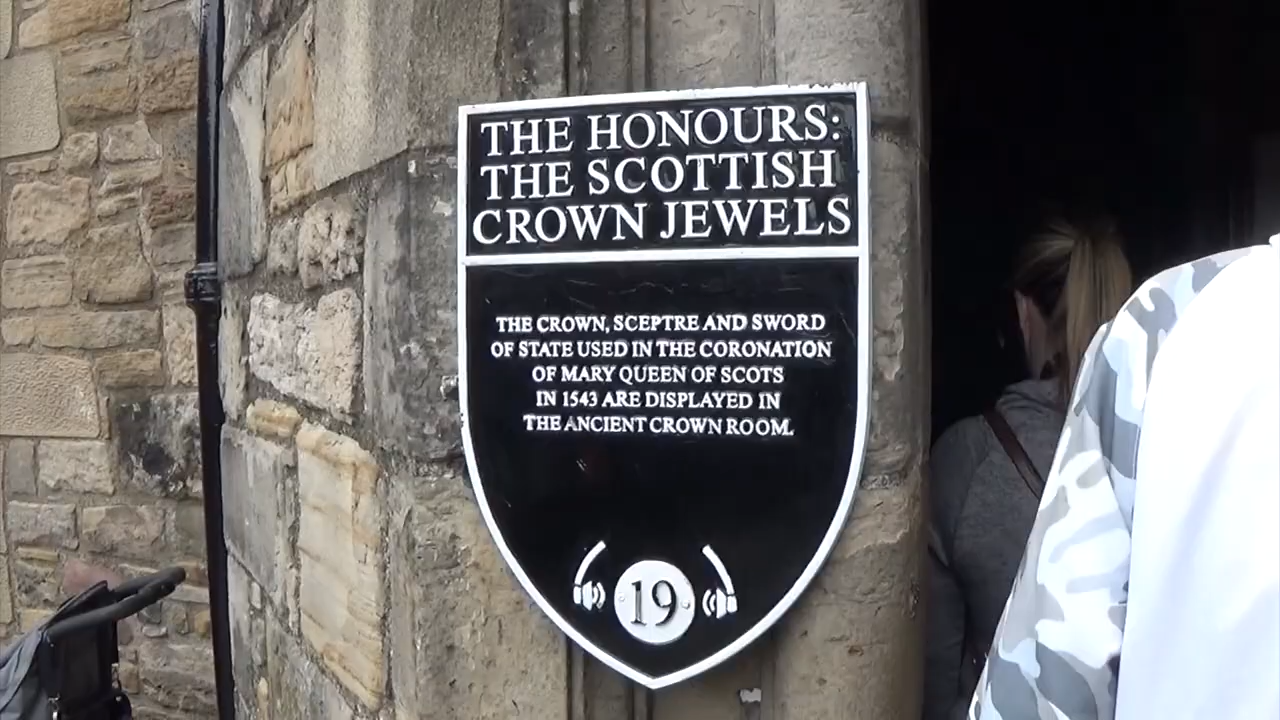 THE HONOURS:
THE SCOTTISH
CROWN JEWELS
THE CROWN, SCEPTRE AND SWORD
OF STATE USED IN THE CORONATION
OF MARY QUEEN OF SCOTS
IN 1543 ARE DISPLAYED IN
THE ANCIENT CROWN ROOM.
19